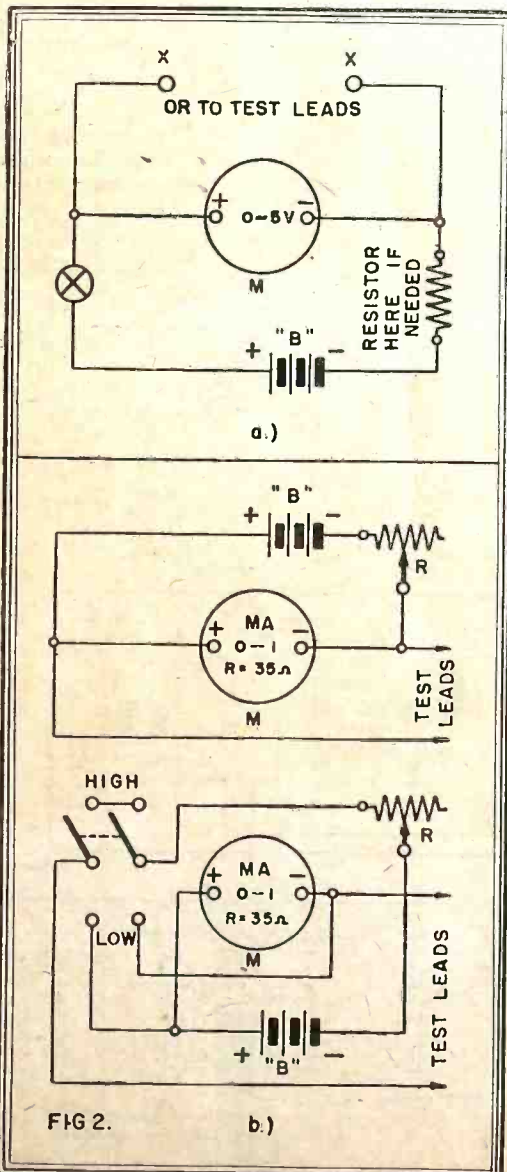 X X
OR TO TEST LEADS
+ 0-5V -
M
RESISTOR
HERE IF
NEEDED
"B"
+ -
a.)
"B"
+ -
R
MA
+ 0-1 -
R = 35Ω
M
TEST
LEADS
HIGH
R
MA
+ 0-1 -
R = 35Ω
LOW
M
TEST LEADS
+ "B" -
FIG 2.
b.)